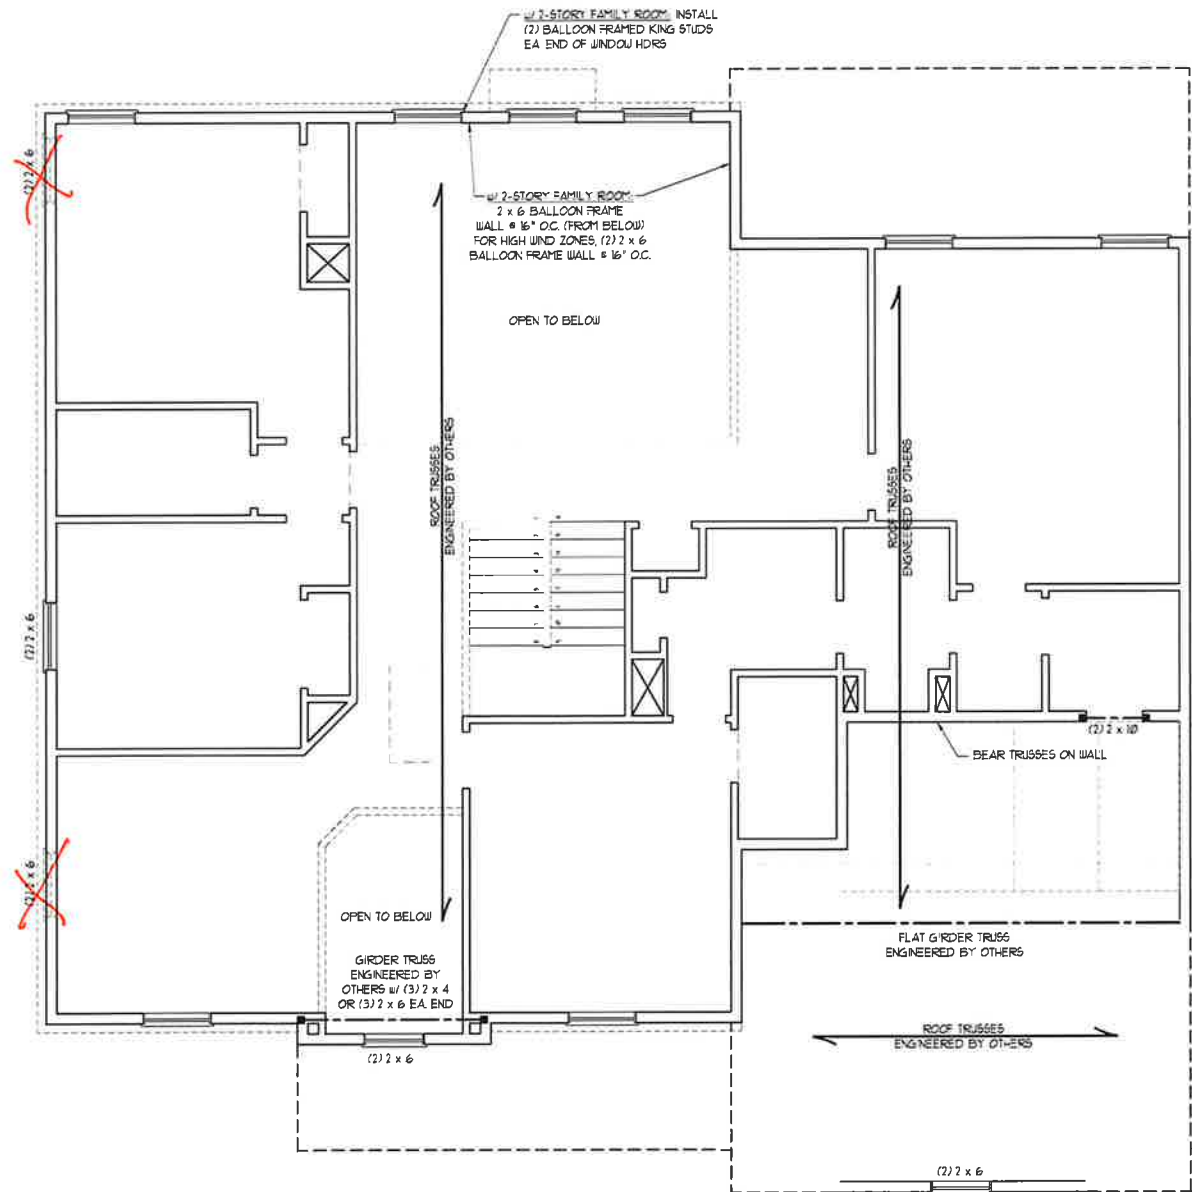 W/ 2-STORY FAMILY ROOM: INSTALL
(2) BALLOON FRAMED KING STUDS
EA END OF WINDOW HDRS
(2) 2 x 6
W/ 2-STORY FAMILY ROOM:
2 x 6 BALLOON FRAME
WALL @ 16" O.C. (FROM BELOW)
FOR HIGH WIND ZONES, (2) 2 x 6
BALLOON FRAME WALL @ 16" O.C.
OPEN TO BELOW
ROOF TRUSSES
ENGINEERED BY OTHERS
ROOF TRUSSES
ENGINEERED BY OTHERS
(2) 2 x 6
(2) 2 x 10
BEAR TRUSSES ON WALL
(2) 2 x 6
OPEN TO BELOW
GIRDER TRUSS
ENGINEERED BY
OTHERS W/ (3) 2 x 4
OR (3) 2 x 6 EA. END
FLAT GIRDER TRUSS
ENGINEERED BY OTHERS
ROOF TRUSSES
ENGINEERED BY OTHERS
(2) 2 x 6
(2) 2 x 6